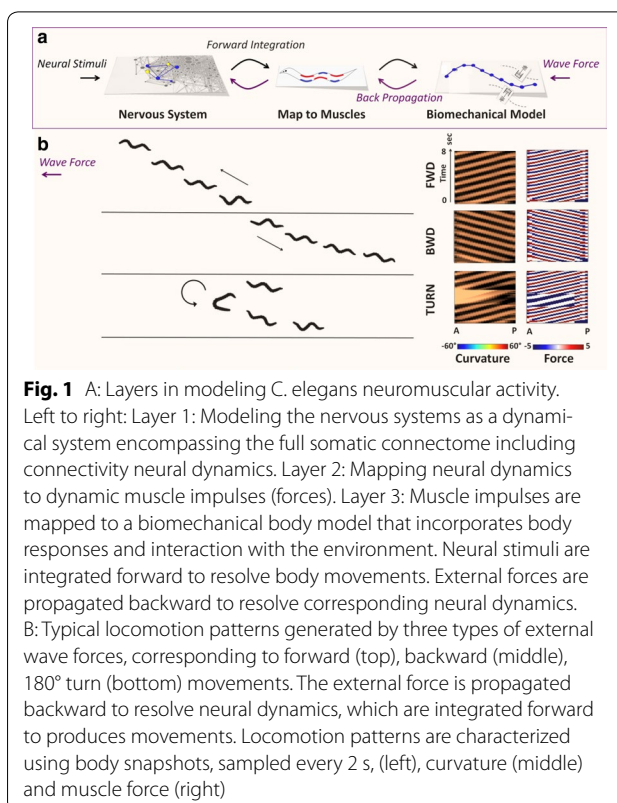 a
Forward Integration
Neural Stimuli
Wave Force
Back Propagation
Nervous System
Map to Muscles
Biomechanical Model
b
Wave Force
sec
8
Time
0
FWD
BWD
TURN
A P A P
-60° 60° -5 5
Curvature Force
Fig. 1 A: Layers in modeling C. elegans neuromuscular activity.
Left to right: Layer 1: Modeling the nervous systems as a dynami-
cal system encompassing the full somatic connectome including
connectivity neural dynamics. Layer 2: Mapping neural dynamics
to dynamic muscle impulses (forces). Layer 3: Muscle impulses are
mapped to a biomechanical body model that incorporates body
responses and interaction with the environment. Neural stimuli are
integrated forward to resolve body movements. External forces are
propagated backward to resolve corresponding neural dynamics.
B: Typical locomotion patterns generated by three types of external
wave forces, corresponding to forward (top), backward (middle),
180° turn (bottom) movements. The external force is propagated
backward to resolve neural dynamics, which are integrated forward
to produces movements. Locomotion patterns are characterized
using body snapshots, sampled every 2 s, (left), curvature (middle)
and muscle force (right)